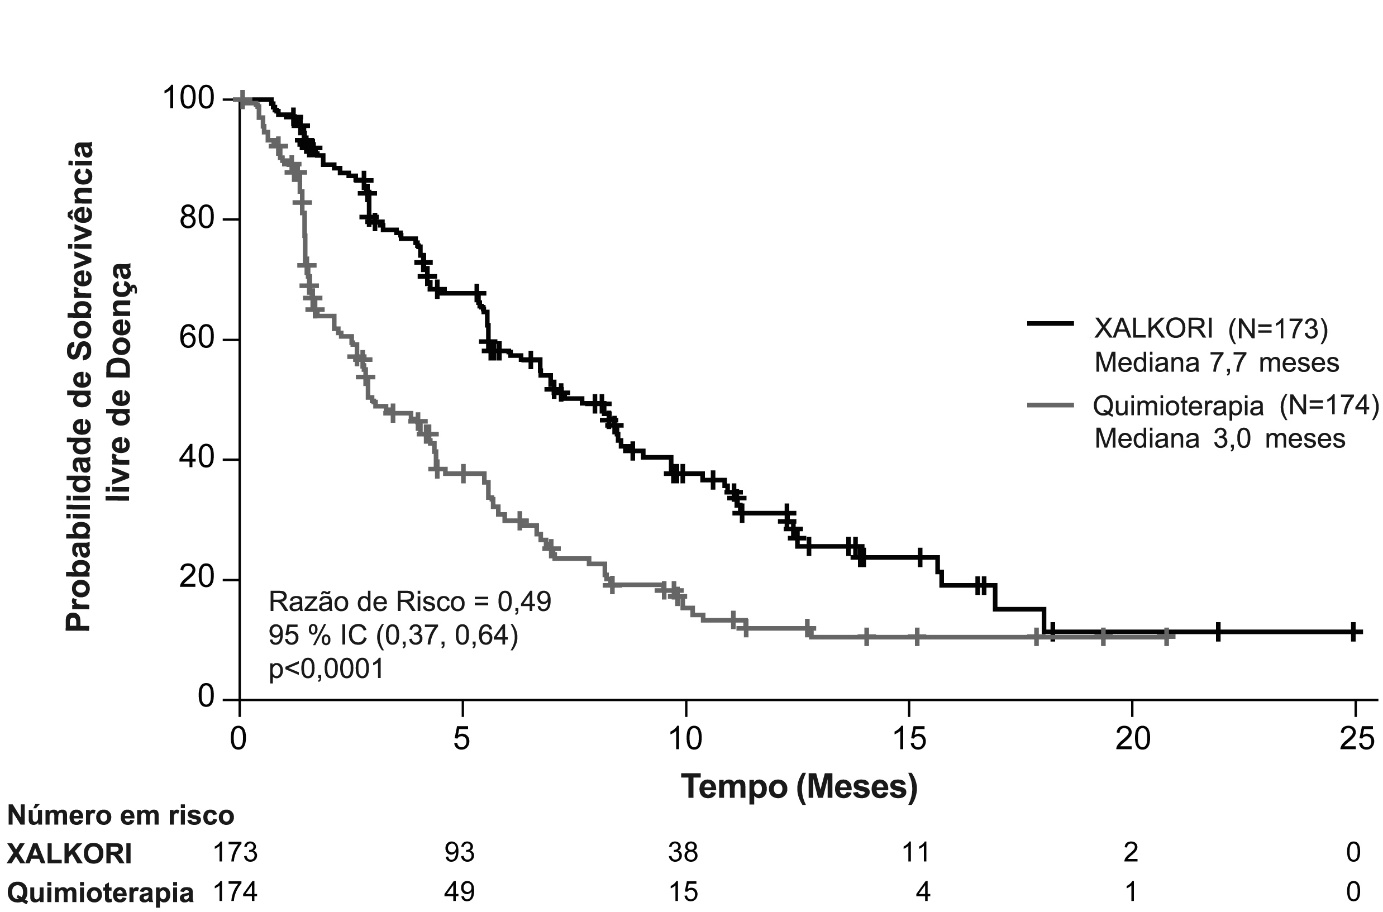 100
80
60
40
20
0
Probabilidade de Sobrevivência
livre de Doença
XALKORI (N=173)
Mediana 7,7 meses
Quimioterapia (N=174)
Mediana 3,0 meses
Razão de Risco = 0,49
95 % IC (0,37, 0,64)
p<0,0001
0 5 10 15 20 25
Tempo (Meses)
Número em risco
XALKORI 173 93 38 11 2 0
Quimioterapia 174 49 15 4 1 0